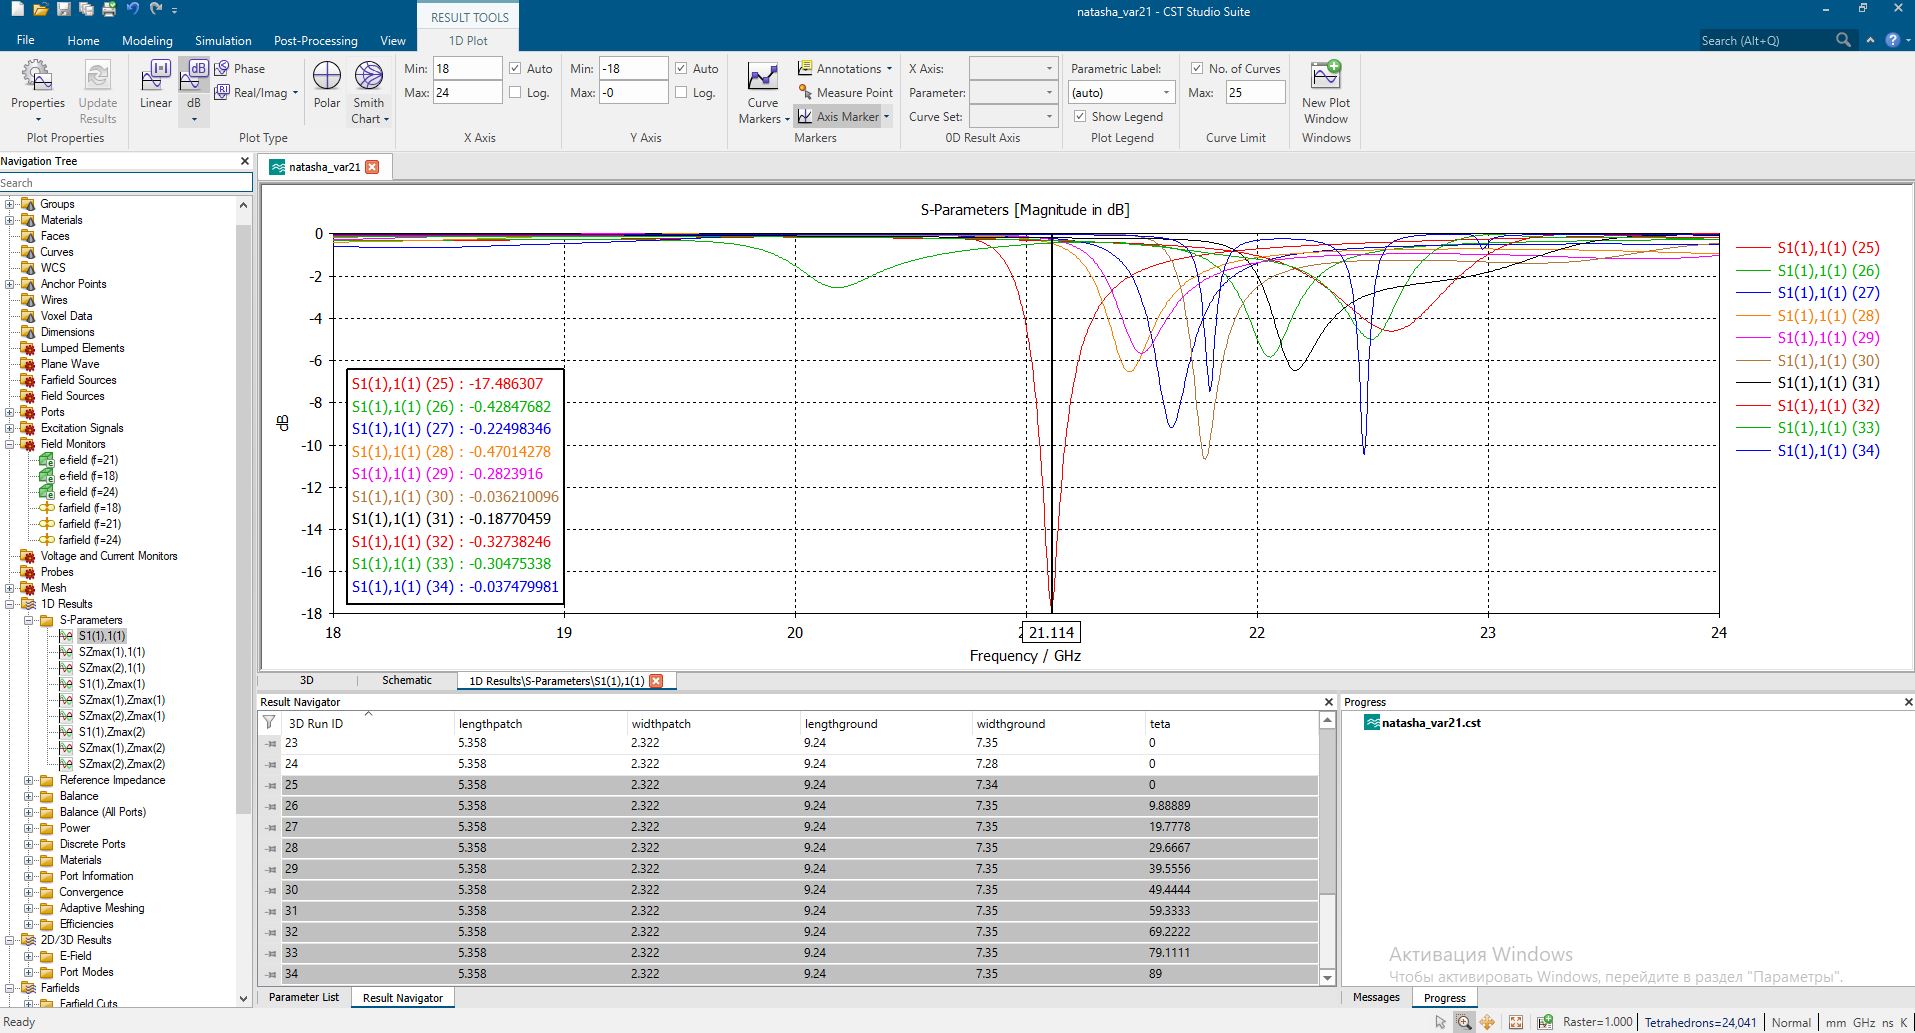 natasha_var21 - CST Studio Suite
RESULT TOOLS
File Home Modeling Simulation Post-Processing View 1D Plot
Search (Alt+Q)
Properties
Update Results
Plot Properties
Linear
dB
Phase
Real/Imag
Polar
Smith Chart
Plot Type
Min: 18 Auto
Max: 24 Log.
X Axis
Min: -18 Auto
Max: -0 Log.
Y Axis
Curve Markers
Annotations
Measure Point
Axis Marker
Markers
X Axis:
Parameter:
Curve Set:
0D Result Axis
Parametric Label:
(auto)
Show Legend
Plot Legend
No. of Curves
Max: 25
Curve Limit
New Plot Window
Windows
Navigation Tree
Search
Groups
Materials
Faces
Curves
WCS
Anchor Points
Wires
Voxel Data
Dimensions
Lumped Elements
Plane Wave
Farfield Sources
Field Sources
Ports
Excitation Signals
Field Monitors
e-field (f=21)
e-field (f=18)
e-field (f=24)
farfield (f=18)
farfield (f=21)
farfield (f=24)
Voltage and Current Monitors
Probes
Mesh
1D Results
S-Parameters
S1(1),1(1)
SZmax(1),1(1)
SZmax(2),1(1)
S1(1),Zmax(1)
SZmax(1),Zmax(1)
SZmax(2),Zmax(1)
S1(1),Zmax(2)
SZmax(1),Zmax(2)
SZmax(2),Zmax(2)
Reference Impedance
Balance
Balance (All Ports)
Power
Discrete Ports
Materials
Port Information
Convergence
Adaptive Meshing
Efficiencies
2D/3D Results
E-Field
Port Modes
Farfields
Farfield Cuts
natasha_var21
S-Parameters [Magnitude in dB]
0
-2
-4
-6
-8
-10
-12
-14
-16
-18
dB
S1(1),1(1) (25) : -17.486307
S1(1),1(1) (26) : -0.42847682
S1(1),1(1) (27) : -0.22498346
S1(1),1(1) (28) : -0.47014278
S1(1),1(1) (29) : -0.2823916
S1(1),1(1) (30) : -0.036210096
S1(1),1(1) (31) : -0.18770459
S1(1),1(1) (32) : -0.32738246
S1(1),1(1) (33) : -0.30475338
S1(1),1(1) (34) : -0.037479981
18 19 20 21.114 22 23 24
Frequency / GHz
S1(1),1(1) (25)
S1(1),1(1) (26)
S1(1),1(1) (27)
S1(1),1(1) (28)
S1(1),1(1) (29)
S1(1),1(1) (30)
S1(1),1(1) (31)
S1(1),1(1) (32)
S1(1),1(1) (33)
S1(1),1(1) (34)
3D Schematic 1D Results\S-Parameters\S1(1),1(1)
Result Navigator
3D Run ID lengthpatch widthpatch lengthground widthground teta
23 5.358 2.322 9.24 7.35 0
24 5.358 2.322 9.24 7.28 0
25 5.358 2.322 9.24 7.34 0
26 5.358 2.322 9.24 7.35 9.88889
27 5.358 2.322 9.24 7.35 19.7778
28 5.358 2.322 9.24 7.35 29.6667
29 5.358 2.322 9.24 7.35 39.5556
30 5.358 2.322 9.24 7.35 49.4444
31 5.358 2.322 9.24 7.35 59.3333
32 5.358 2.322 9.24 7.35 69.2222
33 5.358 2.322 9.24 7.35 79.1111
34 5.358 2.322 9.24 7.35 89
Parameter List Result Navigator
Progress
natasha_var21.cst
Активация Windows
Чтобы активировать Windows, перейдите в раздел "Параметры".
Messages Progress
Ready
Raster=1.000 Tetrahedrons=24,041 Normal mm GHz ns K